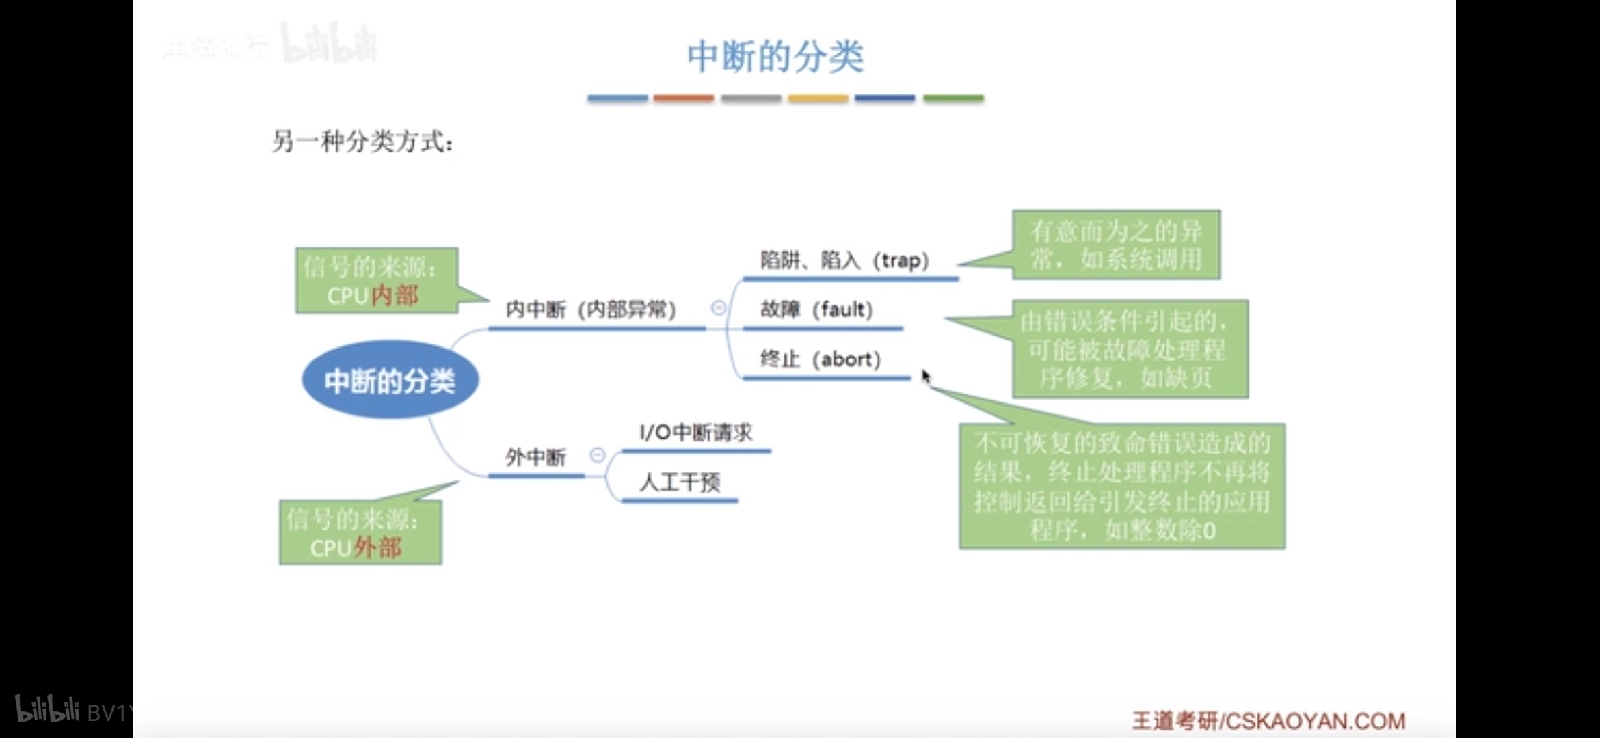 bilibili
中断的分类
另一种分类方式：
信号的来源：
CPU内部
内中断（内部异常）
陷阱、陷入（trap）
有意而为之的异
常，如系统调用
故障（fault）
由错误条件引起的，
可能被故障处理程
序修复，如缺页
终止（abort）
不可恢复的致命错误造成的
结果，终止处理程序不再将
控制返回给引发终止的应用
程序，如整数除0
中断的分类
外中断
I/O中断请求
人工干预
信号的来源：
CPU外部
bilibili BV1
王道考研/CSKAOYAN.COM